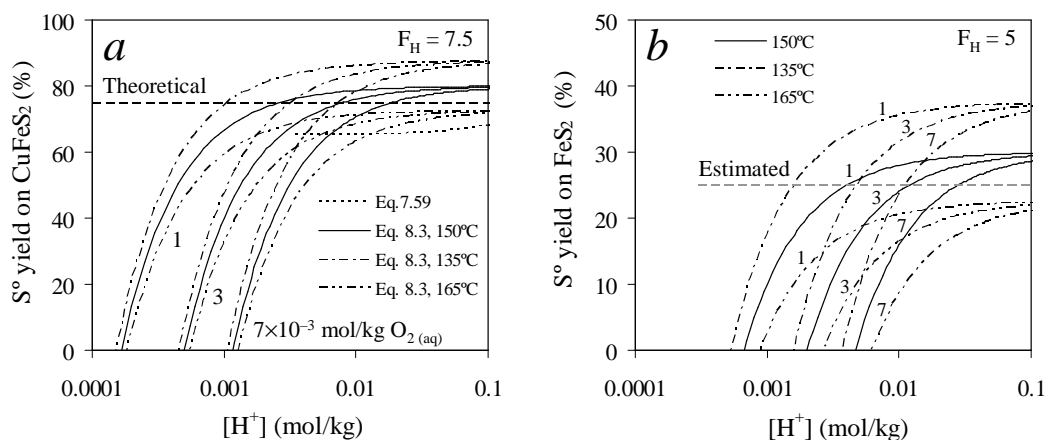 a
F_H = 7.5
Theoretical
S° yield on CuFeS₂ (%)
100
80
60
40
20
0
1
3
Eq.7.59
Eq. 8.3, 150ºC
Eq. 8.3, 135ºC
Eq. 8.3, 165ºC
7×10⁻³ mol/kg O₂ (aq)
0.0001 0.001 0.01 0.1
[H⁺] (mol/kg)
b
150ºC
135ºC
165ºC
F_H = 5
Estimated
S° yield on FeS₂ (%)
50
40
30
20
10
0
1
3
7
1
3
7
3
7
0.0001 0.001 0.01 0.1
[H⁺] (mol/kg)